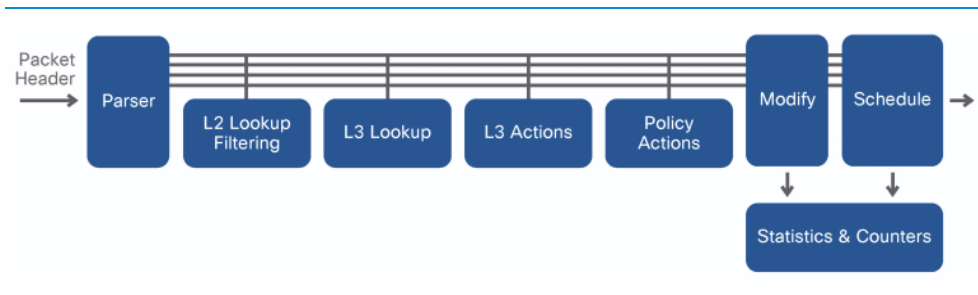 Packet
Header
Parser
L2 Lookup
Filtering
L3 Lookup
L3 Actions
Policy
Actions
Modify
Schedule
Statistics & Counters